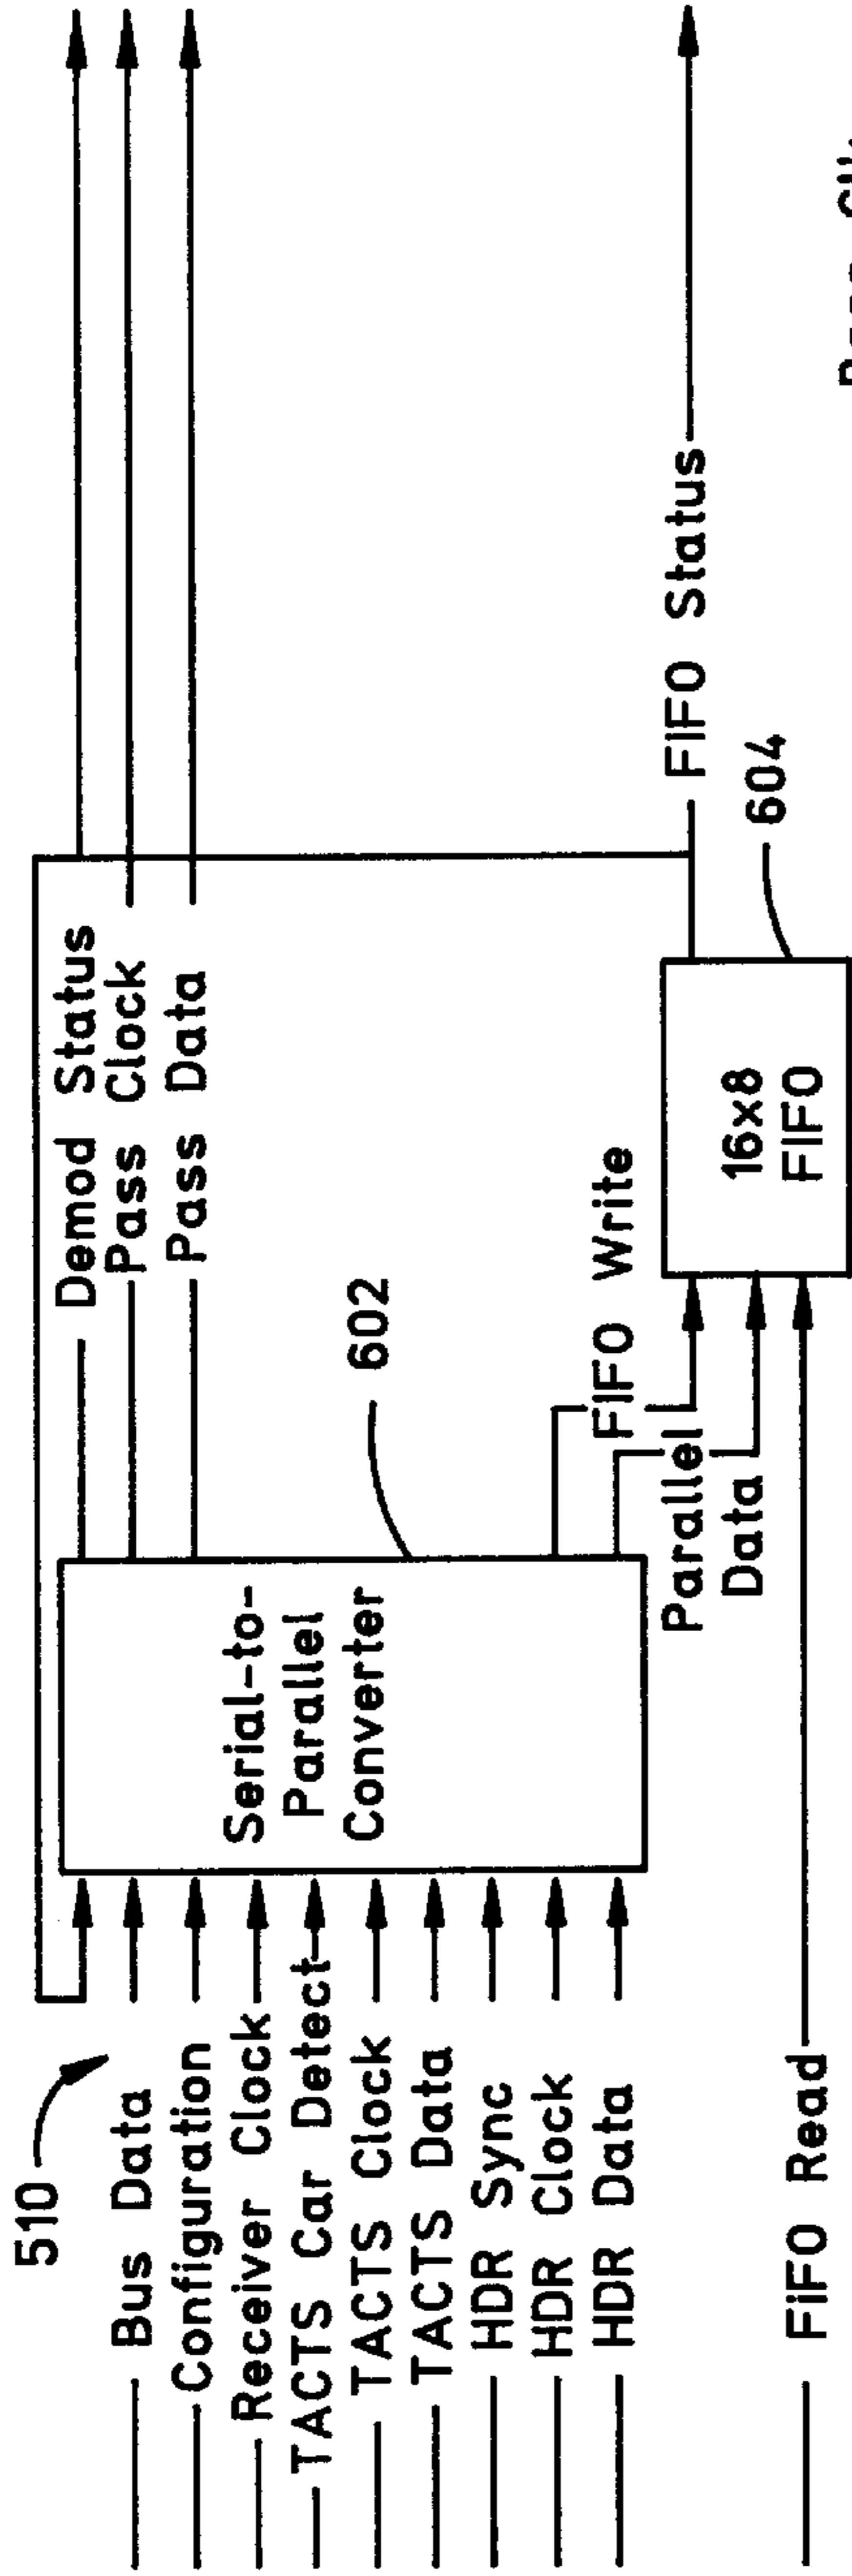 510
Bus Data
Configuration
Receiver Clock
TACTS Car Detect
TACTS Clock
TACTS Data
HDR Sync
HDR Clock
HDR Data
FiFO Read
Serial-to-
Parallel
Converter
602
Demod Status
Pass Clock
Pass Data
FIFO Write
Parallel
Data
16x8
FIFO
604
FIFO Status